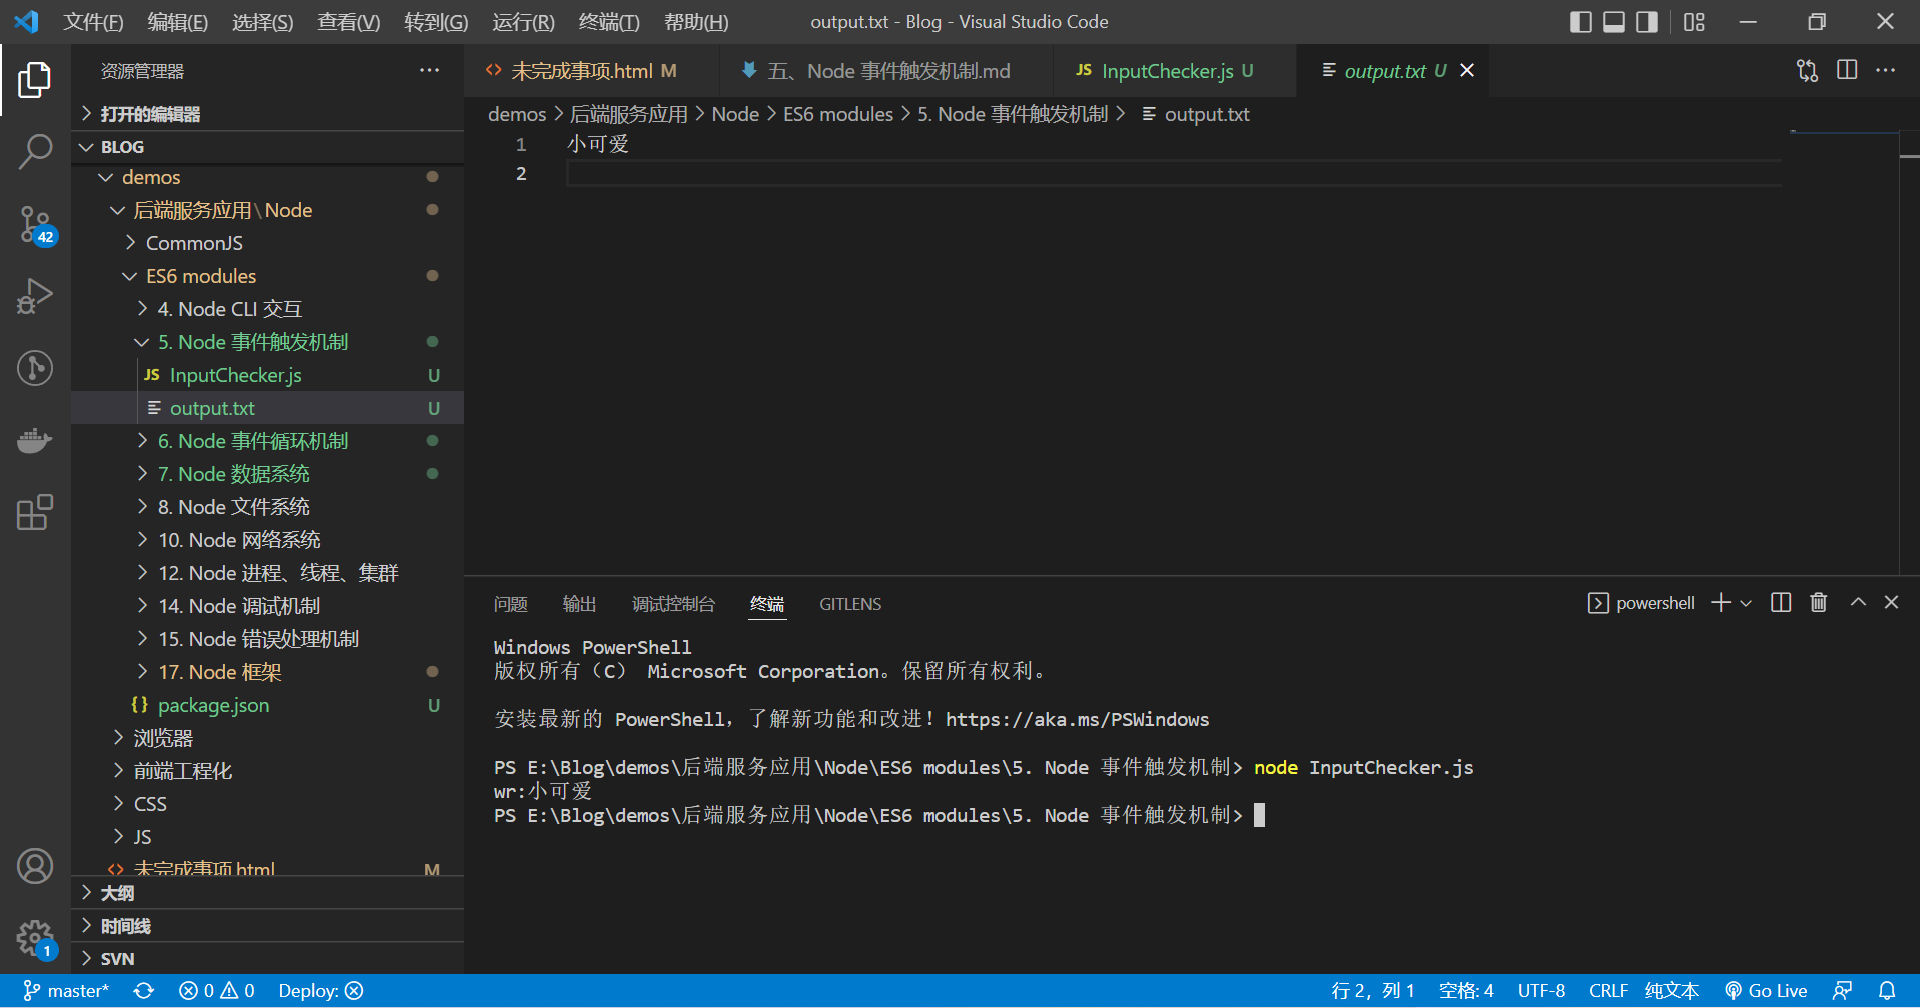 文件(F) 编辑(E) 选择(S) 查看(V) 转到(G) 运行(R) 终端(T) 帮助(H) output.txt - Blog - Visual Studio Code
资源管理器
打开的编辑器
BLOG
demos
后端服务应用\Node
CommonJS
ES6 modules
4. Node CLI 交互
5. Node 事件触发机制
JS InputChecker.js U
output.txt U
6. Node 事件循环机制
7. Node 数据系统
8. Node 文件系统
10. Node 网络系统
12. Node 进程、线程、集群
14. Node 调试机制
15. Node 错误处理机制
17. Node 框架
{} package.json U
浏览器
前端工程化
CSS
JS
<> 未完成事项.html M
大纲
时间线
SVN
42
1
<> 未完成事项.html M 五、Node 事件触发机制.md JS InputChecker.js U output.txt U
demos > 后端服务应用 > Node > ES6 modules > 5. Node 事件触发机制 > output.txt
1 小可爱
2
问题 输出 调试控制台 终端 GITLENS powershell
Windows PowerShell
版权所有（C） Microsoft Corporation。保留所有权利。
安装最新的 PowerShell，了解新功能和改进！https://aka.ms/PSWindows
PS E:\Blog\demos\后端服务应用\Node\ES6 modules\5. Node 事件触发机制> node InputChecker.js
wr:小可爱
PS E:\Blog\demos\后端服务应用\Node\ES6 modules\5. Node 事件触发机制>
master* 0 0 Deploy: 行 2，列 1 空格: 4 UTF-8 CRLF 纯文本 Go Live